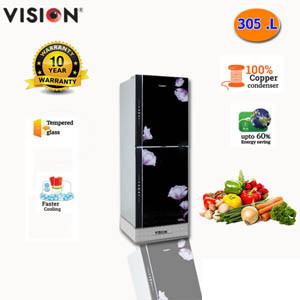 VISION®
305 .L
WARRANTY
10
YEAR
WARRANTY
100%
Copper
condenser
Tempered
glass
upto 60%
Energy saving
Faster
Cooling
VISION